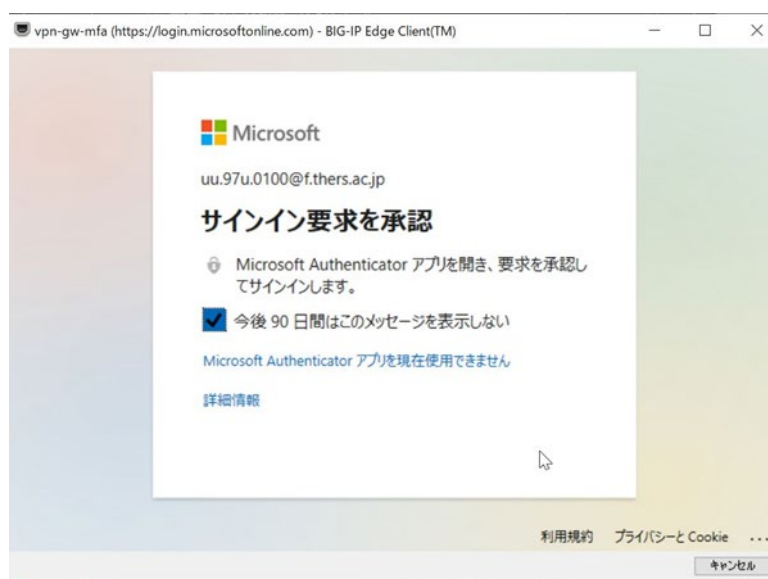 vpn-gw-mfa (https://login.microsoftonline.com) - BIG-IP Edge Client(TM)
Microsoft
uu.97u.0100@f.thers.ac.jp
サインイン要求を承認
Microsoft Authenticator アプリを開き、要求を承認し
てサインインします。
今後 90 日間はこのメッセージを表示しない
Microsoft Authenticator アプリを現在使用できません
詳細情報
利用規約 プライバシーと Cookie ...
キャンセル